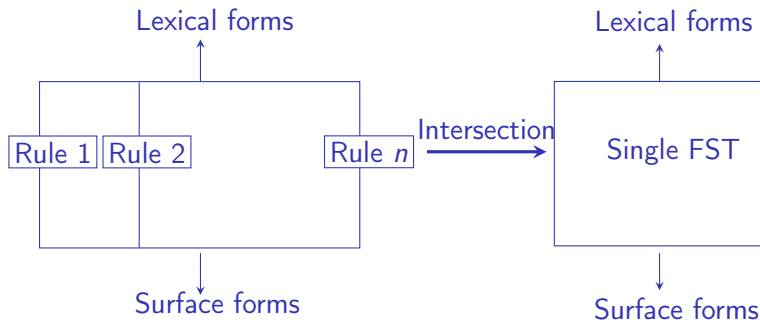 Lexical forms
Lexical forms
Rule 1
Rule 2
Rule n
Intersection
Single FST
Surface forms
Surface forms